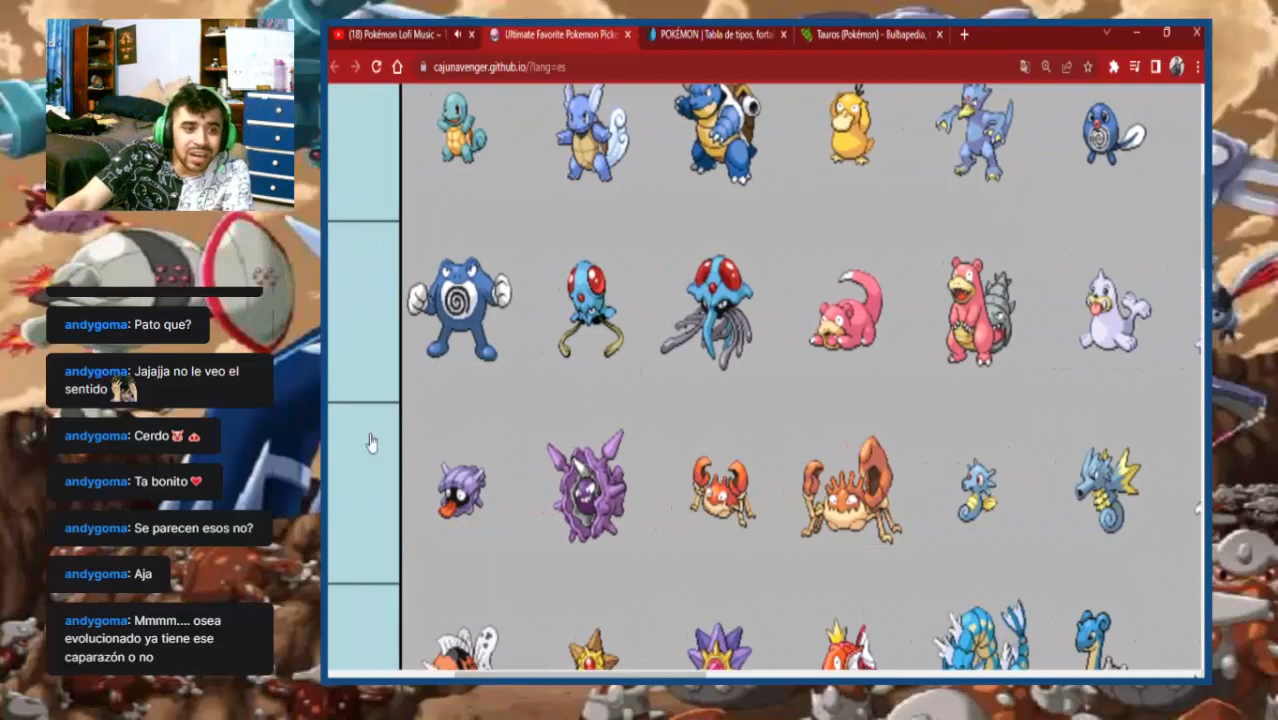 (18) Pokémon Lofi Music ~
Ultimate Favorite Pokemon Picke
POKÉMON | Tabla de tipos, forta
Tauros (Pokémon) - Bulbapedia,
cajunavenger.github.io/?lang=es
andygoma: Pato que?
andygoma: Jajajja no le veo el
sentido
andygoma: Cerdo
andygoma: Ta bonito
andygoma: Se parecen esos no?
andygoma: Aja
andygoma: Mmmm.... osea
evolucionado ya tiene ese
caparazón o no